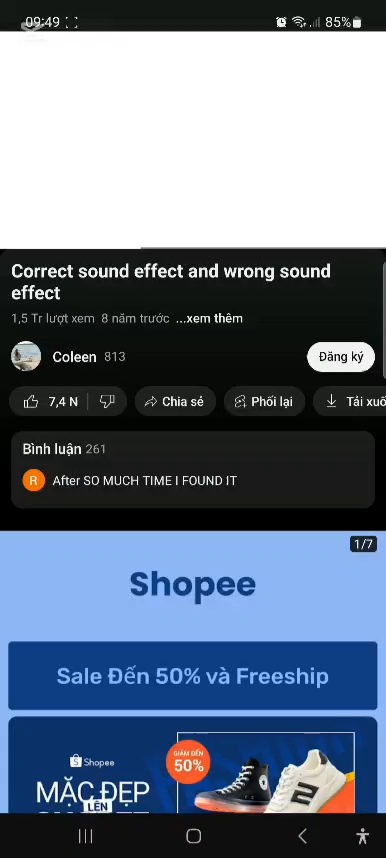 09:49
85%
Correct sound effect and wrong sound
effect
1,5 Tr lượt xem 8 năm trước ...xem thêm
Coleen 813
Đăng ký
7,4 N
Chia sẻ
Phối lại
Tải xuố
Bình luận 261
R
After SO MUCH TIME I FOUND IT
1/7
Shopee
Sale Đến 50% và Freeship
Shopee
GIẢM ĐẾN
50%
MẶC ĐẸP
LÊN